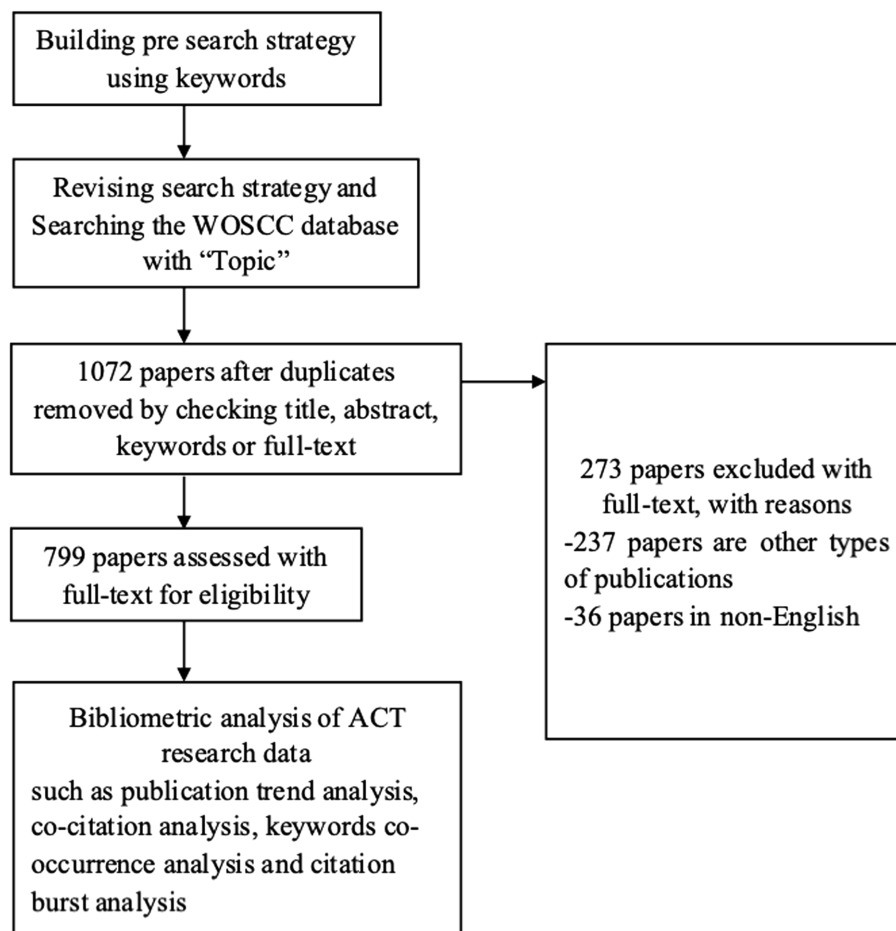 Building pre search strategy
using keywords
Revising search strategy and
Searching the WOSCC database
with “Topic”
1072 papers after duplicates
removed by checking title, abstract,
keywords or full-text
273 papers excluded with
full-text, with reasons
-237 papers are other types
of publications
-36 papers in non-English
799 papers assessed with
full-text for eligibility
Bibliometric analysis of ACT
research data
such as publication trend analysis,
co-citation analysis, keywords co-
occurrence analysis and citation
burst analysis